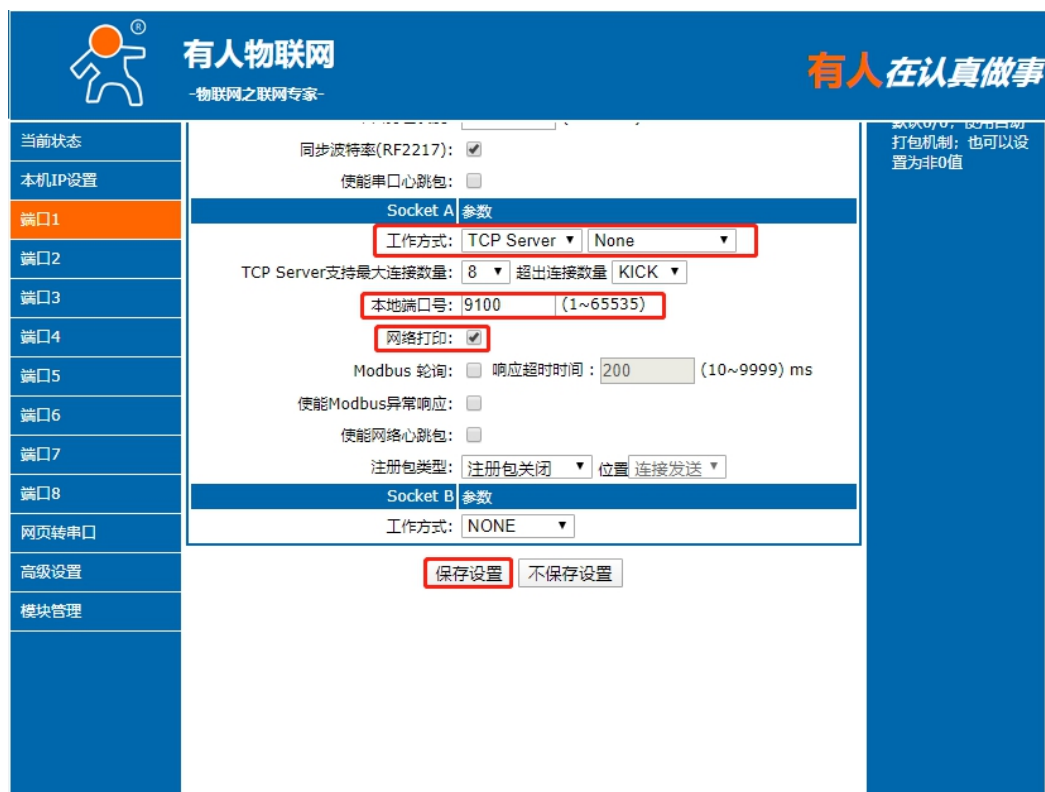 ®
有人物联网
-物联网之联网专家-
有人在认真做事
当前状态
本机IP设置
端口1
端口2
端口3
端口4
端口5
端口6
端口7
端口8
网页转串口
高级设置
模块管理
同步波特率(RF2217):
使能串口心跳包:
Socket A 参数
工作方式: TCP Server None
TCP Server支持最大连接数量: 8 超出连接数量 KICK
本地端口号: 9100 (1~65535)
网络打印:
Modbus 轮询: 响应超时时间: 200 (10~9999) ms
使能Modbus异常响应:
使能网络心跳包:
注册包类型: 注册包关闭 位置 连接发送
Socket B 参数
工作方式: NONE
保存设置 不保存设置
默认0/0; 使用自动
打包机制; 也可以设
置为非0值